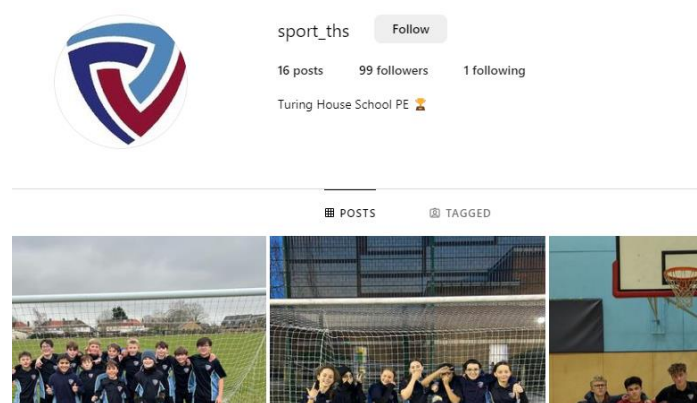 sport_ths Follow
16 posts 99 followers 1 following
Turing House School PE 🏆
POSTS TAGGED